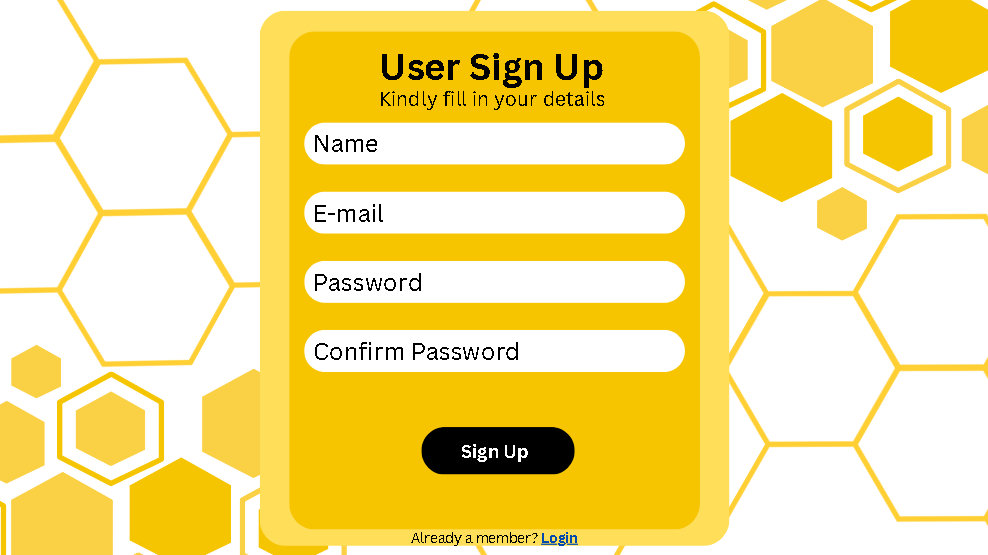 User Sign Up
Kindly fill in your details
Name
E-mail
Password
Confirm Password
Sign Up
Already a member? Login